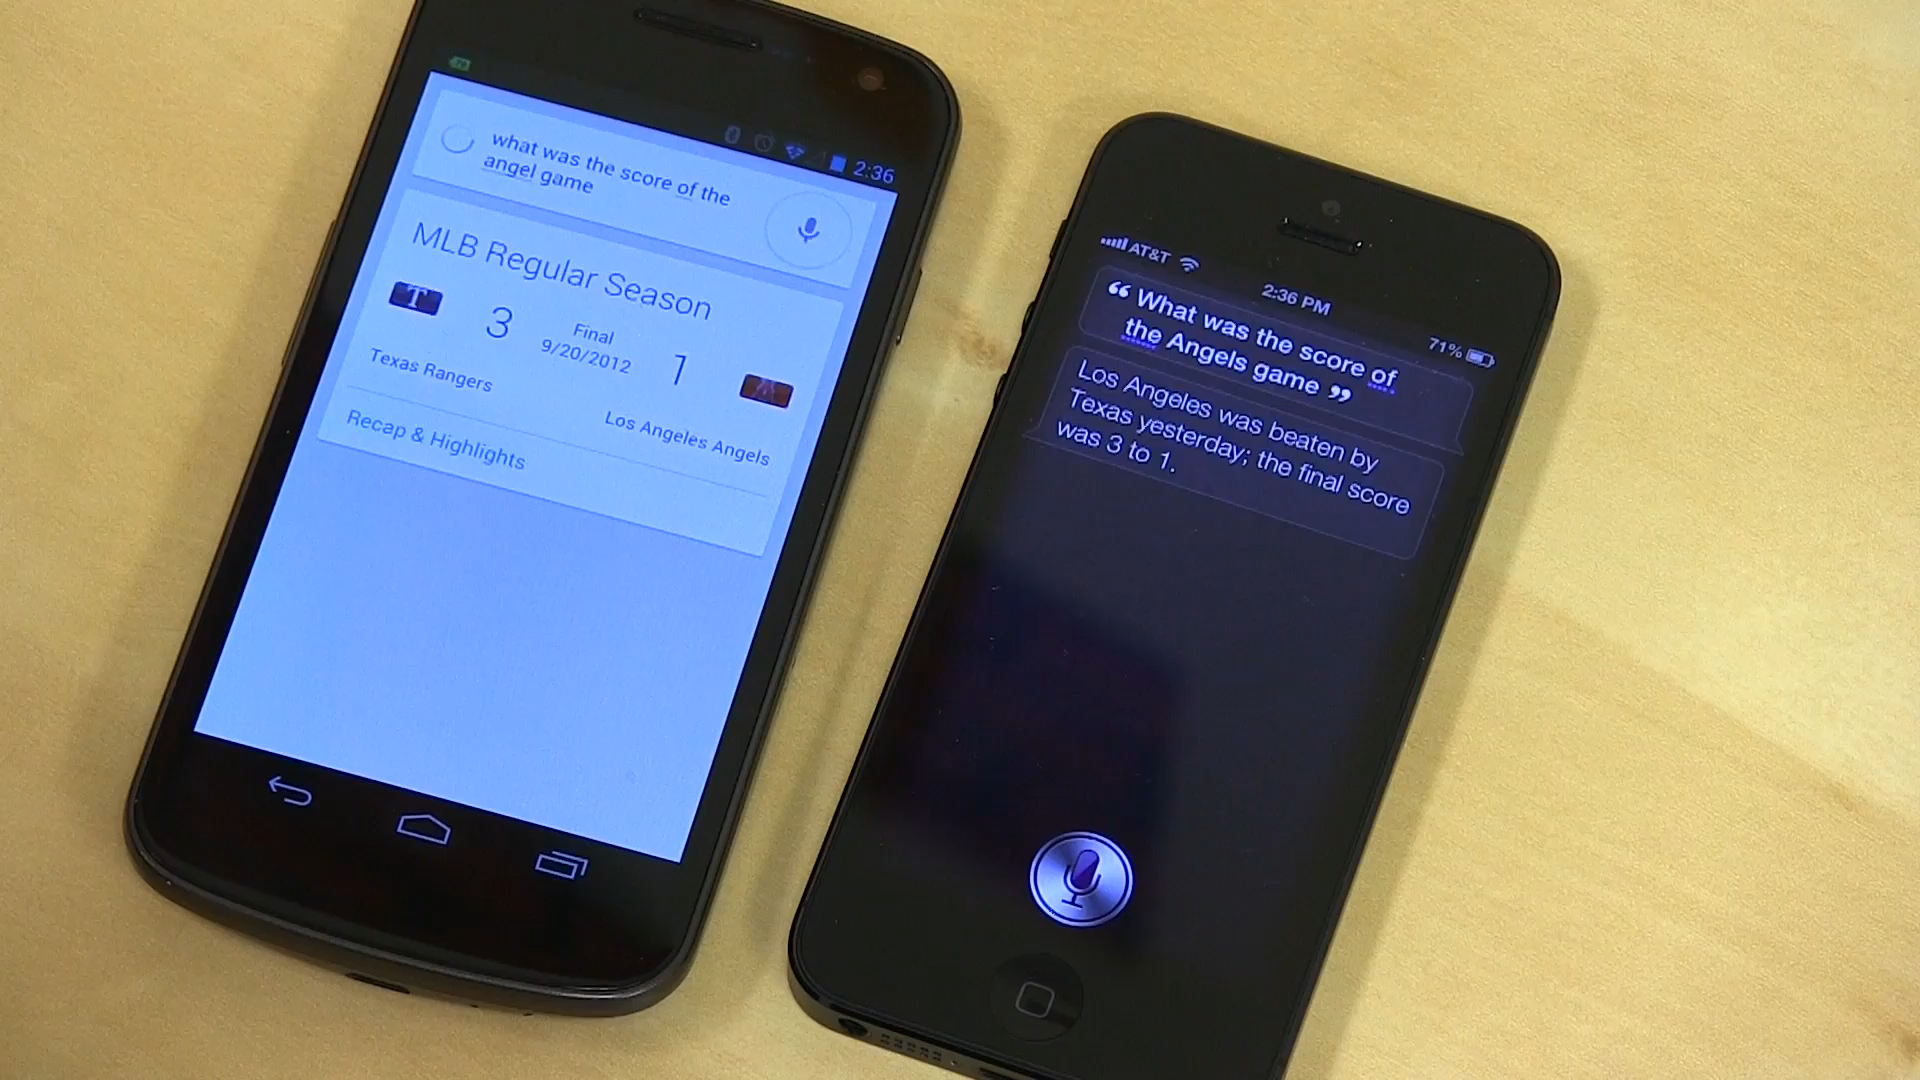 2:36
what was the score of the
angel game
MLB Regular Season
T
3
Final
9/20/2012
1
Texas Rangers
Los Angeles Angels
Recap & Highlights
AT&T
2:36 PM
71%
“ What was the score of
the Angels game ”
Los Angeles was beaten by
Texas yesterday; the final score
was 3 to 1.